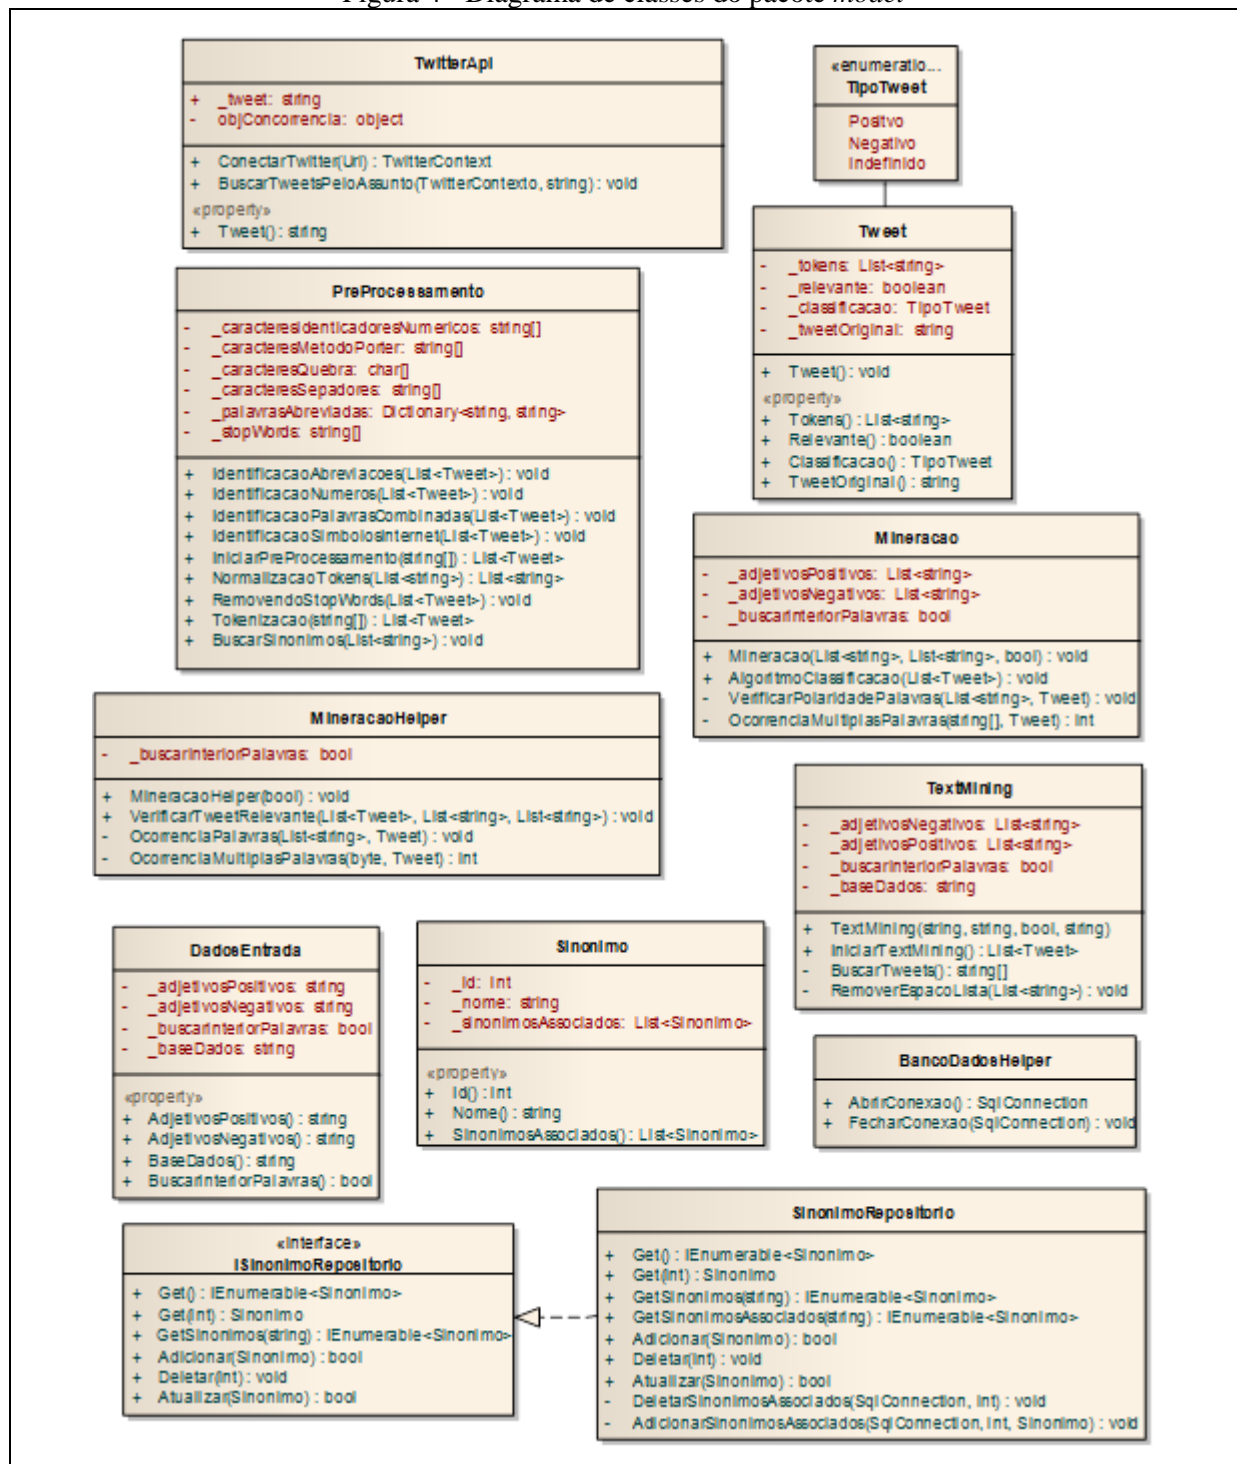 Figura 4 - Diagrama de classes do pacote model
TwitterApi
+ _tweet: string
- objConcorrencia: object
+ ConectarTwitter(Uri) : TwitterContext
+ BuscarTweetsPeloAssunto(TwitterContexto, string) : void
«property»
+ Tweet(): string
«enumeratio...
TipoTweet
Positvo
Negativo
Indefinido
Tweet
- _tokens: List<string>
- _relevante: boolean
- _classificacao: TipoTweet
- _tweetOriginal: string
+ Tweet() : void
«property»
+ Tokens() : List<string>
+ Relevante() : boolean
+ Classificacao() : TipoTweet
+ TweetOriginal() : string
PreProcessamento
- _caracteresIdenticadoresNumericos: string[]
- _caracteresMetodoPorter: string[]
- _caracteresQuebra: char[]
- _caracteresSepadores: string[]
- _palavrasAbreviadas: Dictionary<string, string>
- _stopWords: string[]
+ IdentificacaoAbreviacoes(List<Tweet>) : void
+ IdentificacaoNumeros(List<Tweet>) : void
+ IdentificacaoPalavrasCombinadas(List<Tweet>) : void
+ IdentificacaoSimbolosInternet(List<Tweet>) : void
+ IniciarPreProcessamento(string[]) : List<Tweet>
+ NormalizacaoTokens(List<string>) : List<string>
+ RemovendoStopWords(List<Tweet>) : void
+ Tokenizacao(string[]) : List<Tweet>
+ BuscarSinonimos(List<string>) : void
Mineracao
- _adjetivosPositivos: List<string>
- _adjetivosNegativos: List<string>
- _buscarInteriorPalavras: bool
+ Mineracao(List<string>, List<string>, bool) : void
+ AlgoritmoClassificacao(List<Tweet>) : void
- VerificarPolaridadePalavras(List<string>, Tweet) : void
- OcorrenciaMultiplasPalavras(string[], Tweet) : int
MineracaoHelper
- _buscarInteriorPalavras: bool
+ MineracaoHelper(bool) : void
+ VerificarTweetRelevante(List<Tweet>, List<string>, List<string>) : void
- OcorrenciaPalavras(List<string>, Tweet) : void
- OcorrenciaMultiplasPalavras(byte, Tweet) : int
TextMining
- _adjetivosNegativos: List<string>
- _adjetivosPositivos: List<string>
- _buscarInteriorPalavras: bool
- _baseDados: string
+ TextMining(string, string, bool, string)
+ IniciarTextMining() : List<Tweet>
- BuscarTweets() : string[]
- RemoverEspacoLista(List<string>) : void
DadosEntrada
- _adjetivosPositivos: string
- _adjetivosNegativos: string
- _buscarInteriorPalavras: bool
- _baseDados: string
«property»
+ AdjetivosPositivos() : string
+ AdjetivosNegativos() : string
+ BaseDados() : string
+ BuscarInteriorPalavras() : bool
Sinonimo
- _id: int
- _nome: string
- _sinonimosAssociados: List<Sinonimo>
«property»
+ Id() : int
+ Nome() : string
+ SinonimosAssociados() : List<Sinonimo>
BancoDadosHelper
+ AbrirConexao() : SqlConnection
+ FecharConexao(SqlConnection) : void
«interface»
ISinonimoRepositorio
+ Get() : IEnumerable<Sinonimo>
+ Get(int) : Sinonimo
+ GetSinonimos(string) : IEnumerable<Sinonimo>
+ Adicionar(Sinonimo) : bool
+ Deletar(int) : void
+ Atualizar(Sinonimo) : bool
SinonimoRepositorio
+ Get() : IEnumerable<Sinonimo>
+ Get(int) : Sinonimo
+ GetSinonimos(string) : IEnumerable<Sinonimo>
+ GetSinonimosAssociados(string) : IEnumerable<Sinonimo>
+ Adicionar(Sinonimo) : bool
+ Deletar(int) : void
+ Atualizar(Sinonimo) : bool
- DeletarSinonimosAssociados(SqlConnection, int) : void
- AdicionarSinonimosAssociados(SqlConnection, int, Sinonimo) : void